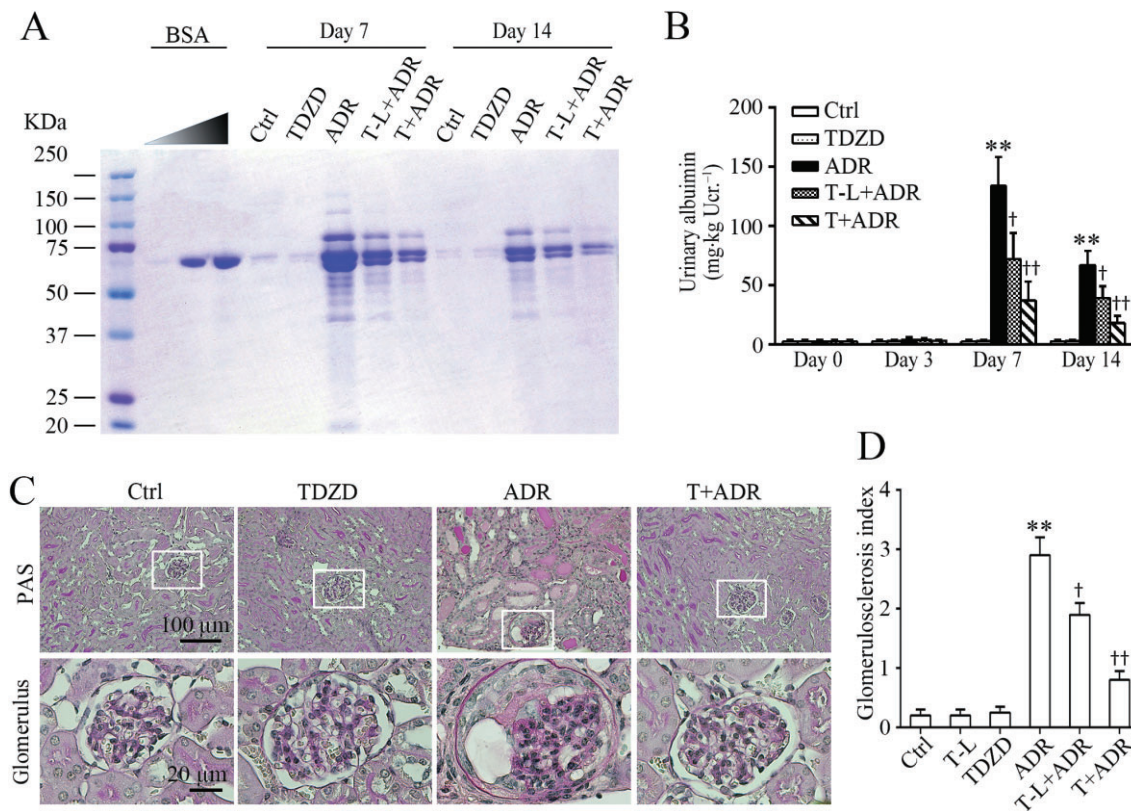 A
BSA
Day 7
Day 14
KDa
Ctrl
TDZD
ADR
T-L+ADR
T+ADR
Ctrl
TDZD
ADR
T-L+ADR
T+ADR
250
150
100
75
50
37
25
20
B
Urinary albuimin
(mg·kg Ucr.⁻¹)
200
150
100
50
0
Ctrl
TDZD
ADR
T-L+ADR
T+ADR
**
†
††
**
†
††
Day 0
Day 3
Day 7
Day 14
C
Ctrl
TDZD
ADR
T+ADR
PAS
100 μm
Glomerulus
20 μm
D
Glomerulosclerosis index
4
3
2
1
0
**
†
††
Ctrl
T-L
TDZD
ADR
T-L+ADR
T+ADR